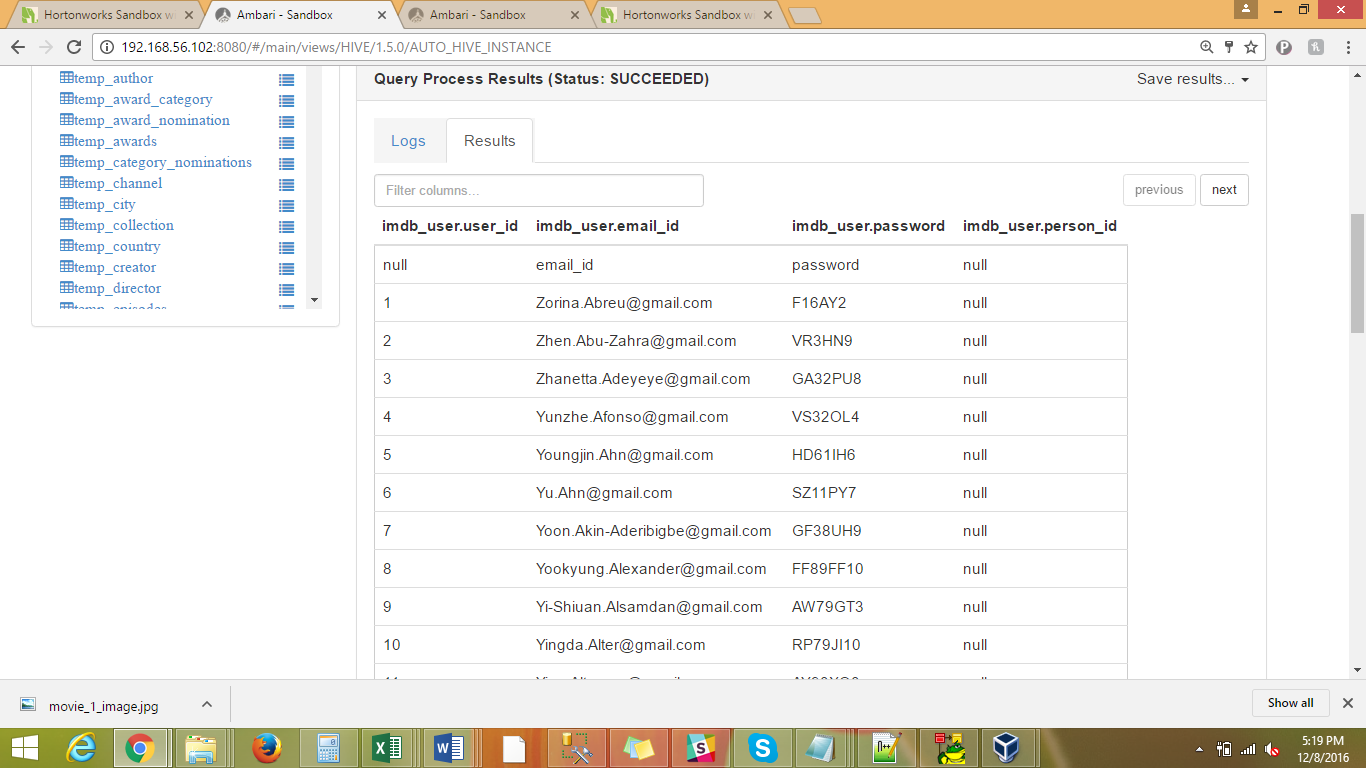 Hortonworks Sandbox w
Ambari - Sandbox
Ambari - Sandbox
Hortonworks Sandbox w
192.168.56.102:8080/#/main/views/HIVE/1.5.0/AUTO_HIVE_INSTANCE
temp_author
temp_award_category
temp_award_nomination
temp_awards
temp_category_nominations
temp_channel
temp_city
temp_collection
temp_country
temp_creator
temp_director
temp_episodes
Query Process Results (Status: SUCCEEDED)
Save results...
Logs
Results
Filter columns...
previous
next
imdb_user.user_id imdb_user.email_id imdb_user.password imdb_user.person_id
null email_id password null
1 Zorina.Abreu@gmail.com F16AY2 null
2 Zhen.Abu-Zahra@gmail.com VR3HN9 null
3 Zhanetta.Adeyeye@gmail.com GA32PU8 null
4 Yunzhe.Afonso@gmail.com VS32OL4 null
5 Youngjin.Ahn@gmail.com HD61IH6 null
6 Yu.Ahn@gmail.com SZ11PY7 null
7 Yoon.Akin-Aderibigbe@gmail.com GF38UH9 null
8 Yookyung.Alexander@gmail.com FF89FF10 null
9 Yi-Shiuan.Alsamdan@gmail.com AW79GT3 null
10 Yingda.Alter@gmail.com RP79JI10 null
movie_1_image.jpg
Show all
5:19 PM
12/8/2016